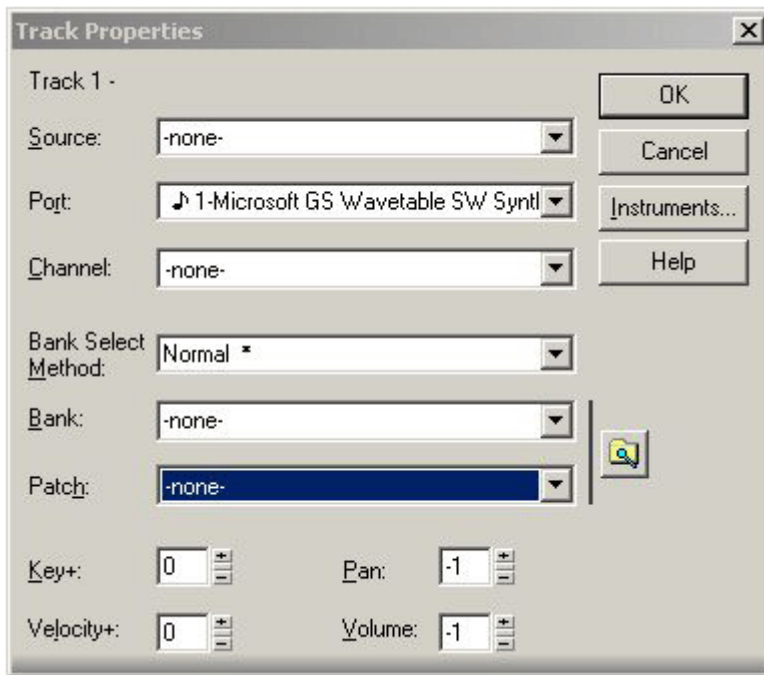 Track Properties
Track 1 -
OK
Source: -none-
Cancel
Port: ♪ 1-Microsoft GS Wavetable SW Synth
Instruments...
Channel: -none-
Help
Bank Select
Method: Normal *
Bank: -none-
Patch: -none-
Key+: 0 Pan: -1
Velocity+: 0 Volume: -1